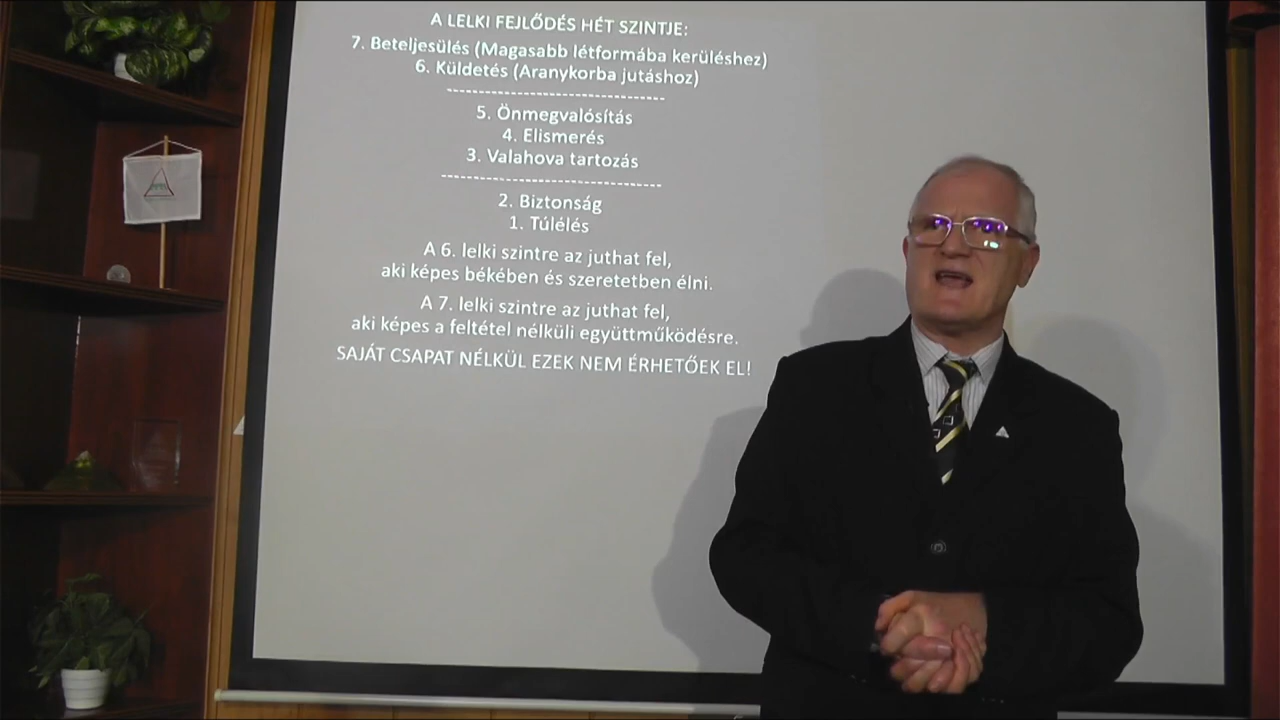 A LELKI FEJLŐDÉS HÉT SZINTJE:
7. Beteljesülés (Magasabb létformába kerüléshez)
6. Küldetés (Aranykorba jutáshoz)
----------------------------------
5. Önmegvalósítás
4. Elismerés
3. Valahova tartozás
----------------------------------
2. Biztonság
1. Túlélés
A 6. lelki szintre az juthat fel,
aki képes békében és szeretetben élni.
A 7. lelki szintre az juthat fel,
aki képes a feltétel nélküli együttműködésre.
SAJÁT CSAPAT NÉLKÜL EZEK NEM ÉRHETŐEK EL!